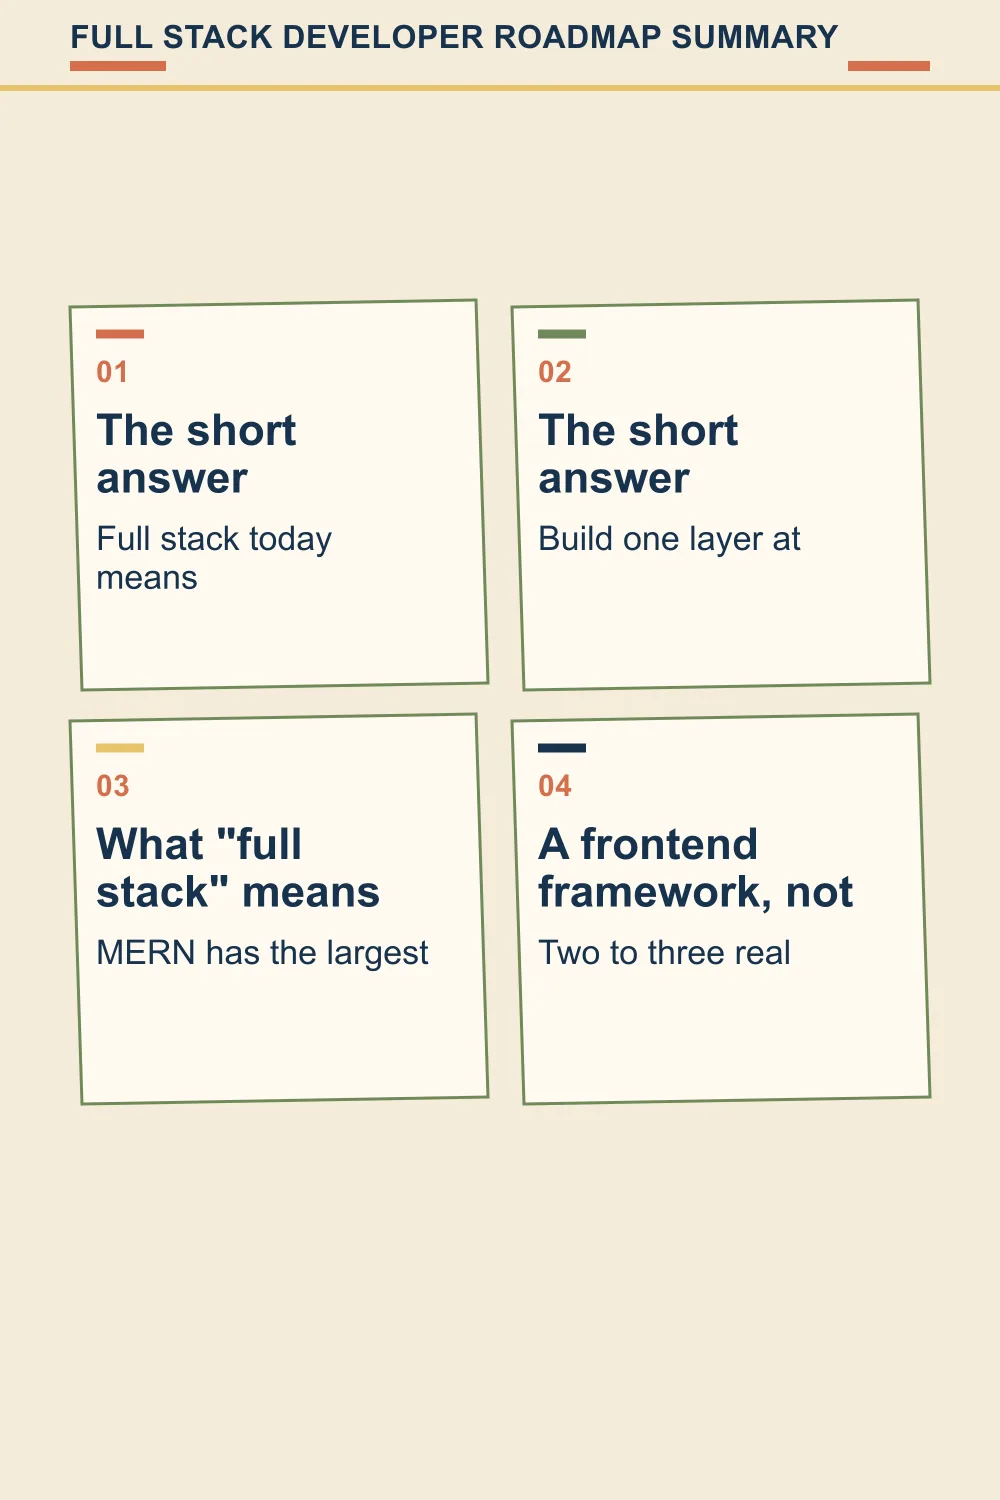 FULL STACK DEVELOPER ROADMAP SUMMARY
01
The short
answer
Full stack today
means
02
The short
answer
Build one layer at
03
What "full
stack" means
MERN has the largest
04
A frontend
framework, not
Two to three real